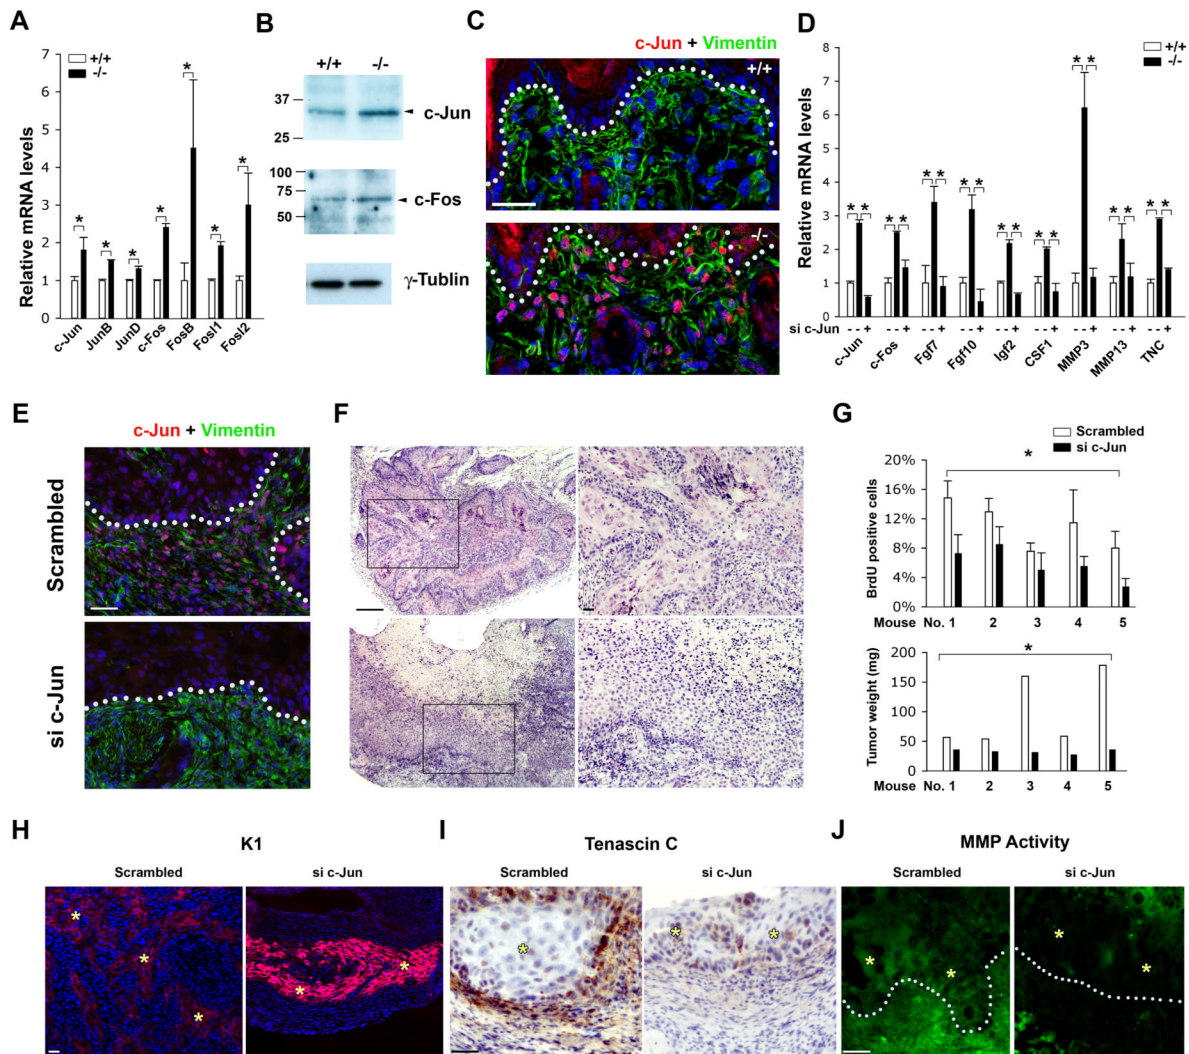 A
Relative mRNA levels
7
6
5
4
3
2
1
0
+/+
-/-
*
*
*
*
*
*
*
c-Jun
JunB
JunD
c-Fos
FosB
Fosl1
Fosl2
B
+/+ -/-
37
25
c-Jun
100
75
50
c-Fos
γ-Tublin
C
c-Jun + Vimentin
+/+
-/-
D
Relative mRNA levels
8
7
6
5
4
3
2
1
0
+/+
-/-
* *
* *
* *
* *
* *
* *
* *
* *
* *
si c-Jun - - + - - + - - + - - + - - + - - + - - + - - + - - +
c-Jun
c-Fos
Fgf7
Fgf10
Igf2
CSF1
MMP3
MMP13
TNC
E
c-Jun + Vimentin
Scrambled
si c-Jun
F
G
Scrambled
si c-Jun
BrdU positive cells
20%
16%
12%
8%
4%
0%
*
Mouse No. 1 2 3 4 5
Tumor weight (mg)
200
150
100
50
0
*
Mouse No. 1 2 3 4 5
H
K1
Scrambled si c-Jun
* * *
* *
I
Tenascin C
Scrambled si c-Jun
*
* *
J
MMP Activity
Scrambled si c-Jun
* *
* *